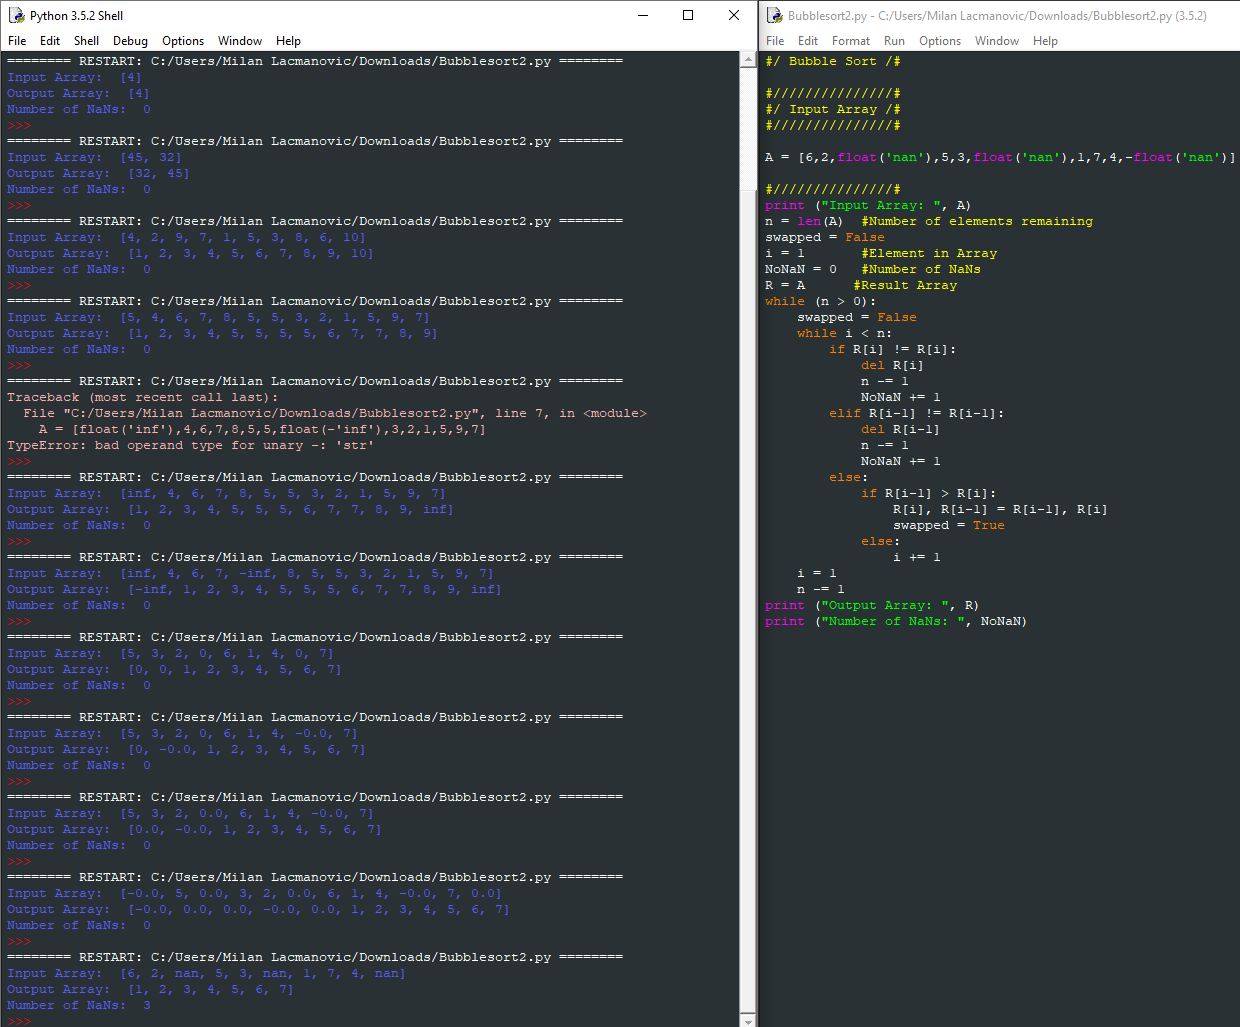 Python 3.5.2 Shell
File Edit Shell Debug Options Window Help
======== RESTART: C:/Users/Milan Lacmanovic/Downloads/Bubblesort2.py ========
Input Array:  [4]
Output Array:  [4]
Number of NaNs:  0
>>>
======== RESTART: C:/Users/Milan Lacmanovic/Downloads/Bubblesort2.py ========
Input Array:  [45, 32]
Output Array:  [32, 45]
Number of NaNs:  0
>>>
======== RESTART: C:/Users/Milan Lacmanovic/Downloads/Bubblesort2.py ========
Input Array:  [4, 2, 9, 7, 1, 5, 3, 8, 6, 10]
Output Array:  [1, 2, 3, 4, 5, 6, 7, 8, 9, 10]
Number of NaNs:  0
>>>
======== RESTART: C:/Users/Milan Lacmanovic/Downloads/Bubblesort2.py ========
Input Array:  [5, 4, 6, 7, 8, 5, 5, 3, 2, 1, 5, 9, 7]
Output Array:  [1, 2, 3, 4, 5, 5, 5, 5, 6, 7, 7, 8, 9]
Number of NaNs:  0
>>>
======== RESTART: C:/Users/Milan Lacmanovic/Downloads/Bubblesort2.py ========
Traceback (most recent call last):
  File "C:/Users/Milan Lacmanovic/Downloads/Bubblesort2.py", line 7, in <module>
    A = [float('inf'),4,6,7,8,5,5,float(-'inf'),3,2,1,5,9,7]
TypeError: bad operand type for unary -: 'str'
>>>
======== RESTART: C:/Users/Milan Lacmanovic/Downloads/Bubblesort2.py ========
Input Array:  [inf, 4, 6, 7, 8, 5, 5, 3, 2, 1, 5, 9, 7]
Output Array:  [1, 2, 3, 4, 5, 5, 5, 6, 7, 7, 8, 9, inf]
Number of NaNs:  0
>>>
======== RESTART: C:/Users/Milan Lacmanovic/Downloads/Bubblesort2.py ========
Input Array:  [inf, 4, 6, 7, -inf, 8, 5, 5, 3, 2, 1, 5, 9, 7]
Output Array:  [-inf, 1, 2, 3, 4, 5, 5, 5, 6, 7, 7, 8, 9, inf]
Number of NaNs:  0
>>>
======== RESTART: C:/Users/Milan Lacmanovic/Downloads/Bubblesort2.py ========
Input Array:  [5, 3, 2, 0, 6, 1, 4, 0, 7]
Output Array:  [0, 0, 1, 2, 3, 4, 5, 6, 7]
Number of NaNs:  0
>>>
======== RESTART: C:/Users/Milan Lacmanovic/Downloads/Bubblesort2.py ========
Input Array:  [5, 3, 2, 0, 6, 1, 4, -0.0, 7]
Output Array:  [0, -0.0, 1, 2, 3, 4, 5, 6, 7]
Number of NaNs:  0
>>>
======== RESTART: C:/Users/Milan Lacmanovic/Downloads/Bubblesort2.py ========
Input Array:  [5, 3, 2, 0.0, 6, 1, 4, -0.0, 7]
Output Array:  [0.0, -0.0, 1, 2, 3, 4, 5, 6, 7]
Number of NaNs:  0
>>>
======== RESTART: C:/Users/Milan Lacmanovic/Downloads/Bubblesort2.py ========
Input Array:  [-0.0, 5, 0.0, 3, 2, 0.0, 6, 1, 4, -0.0, 7, 0.0]
Output Array:  [-0.0, 0.0, 0.0, -0.0, 0.0, 1, 2, 3, 4, 5, 6, 7]
Number of NaNs:  0
>>>
======== RESTART: C:/Users/Milan Lacmanovic/Downloads/Bubblesort2.py ========
Input Array:  [6, 2, nan, 5, 3, nan, 1, 7, 4, nan]
Output Array:  [1, 2, 3, 4, 5, 6, 7]
Number of NaNs:  3
>>>
Bubblesort2.py - C:/Users/Milan Lacmanovic/Downloads/Bubblesort2.py (3.5.2)
File Edit Format Run Options Window Help
#/ Bubble Sort /#
#///////////////#
#/ Input Array /#
#///////////////#
A = [6,2,float('nan'),5,3,float('nan'),1,7,4,-float('nan')]
#///////////////#
print ("Input Array: ", A)
n = len(A)  #Number of elements remaining
swapped = False
i = 1       #Element in Array
NoNaN = 0   #Number of NaNs
R = A      #Result Array
while (n > 0):
    swapped = False
    while i < n:
        if R[i] != R[i]:
            del R[i]
            n -= 1
            NoNaN += 1
        elif R[i-1] != R[i-1]:
            del R[i-1]
            n -= 1
            NoNaN += 1
        else:
            if R[i-1] > R[i]:
                R[i], R[i-1] = R[i-1], R[i]
                swapped = True
            else:
                i += 1
    i = 1
    n -= 1
print ("Output Array: ", R)
print ("Number of NaNs: ", NoNaN)